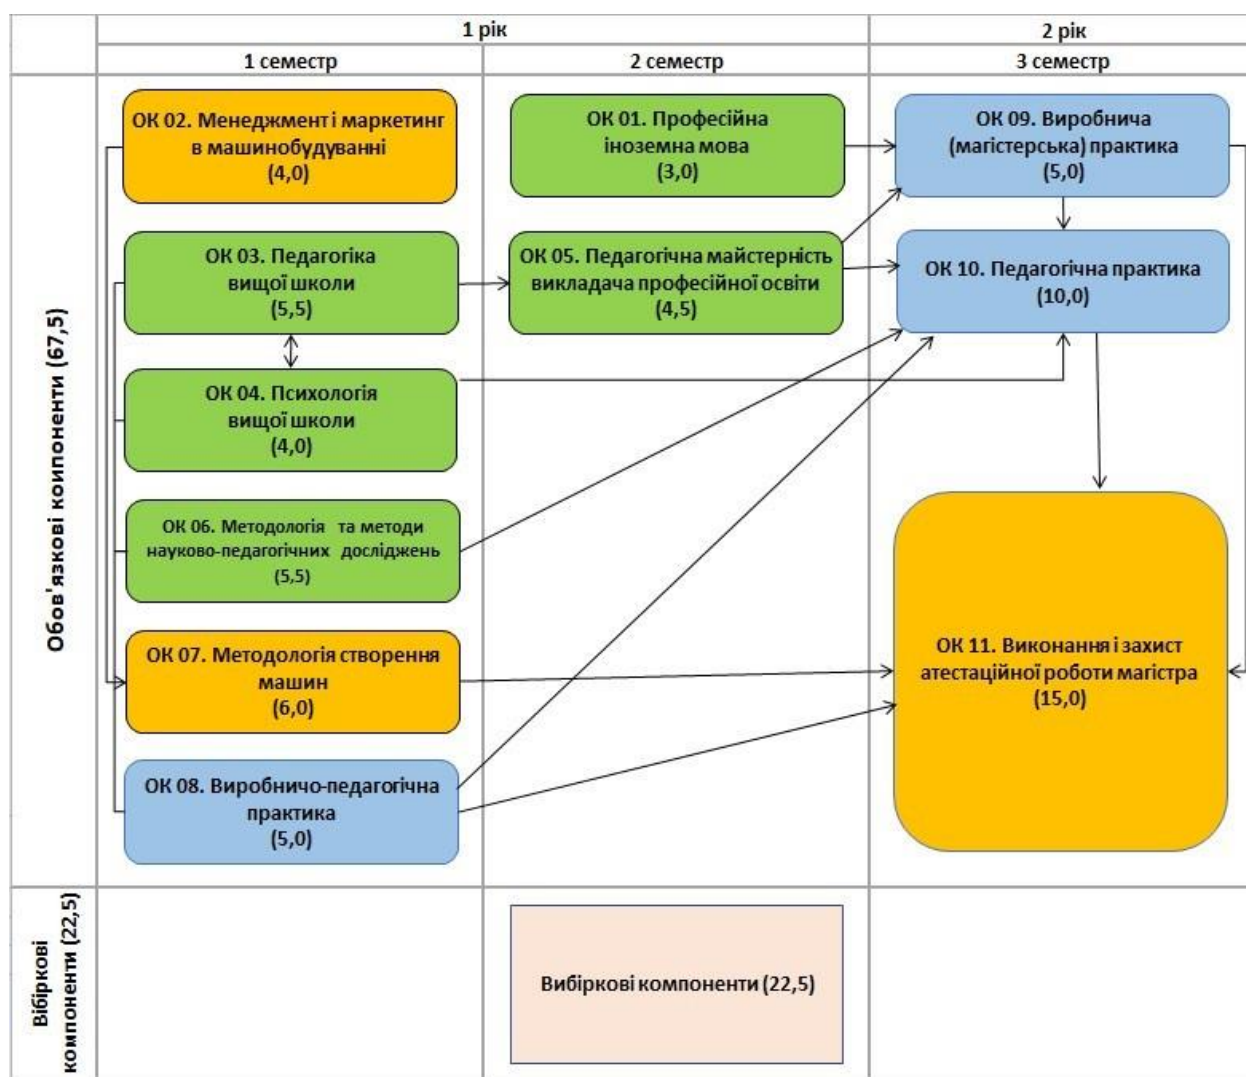 1 рік
2 рік
1 семестр
2 семестр
3 семестр
Обов'язкові коипоненти (67,5)
ОК 02. Менеджмент і маркетинг
в машинобудуванні
(4,0)
ОК 01. Професійна
іноземна мова
(3,0)
ОК 09. Виробнича
(магістерська) практика
(5,0)
ОК 03. Педагогіка
вищої школи
(5,5)
ОК 05. Педагогічна майстерність
викладача професійної освіти
(4,5)
ОК 10. Педагогічна практика
(10,0)
ОК 04. Психологія
вищої школи
(4,0)
ОК 06. Методологія та методи
науково-педагогічних досліджень
(5,5)
ОК 07. Методологія створення
машин
(6,0)
ОК 11. Виконання і захист
атестаційної роботи магістра
(15,0)
ОК 08. Виробничо-педагогічна
практика
(5,0)
Вібіркові
компоненти (22,5)
Вибіркові компоненти (22,5)